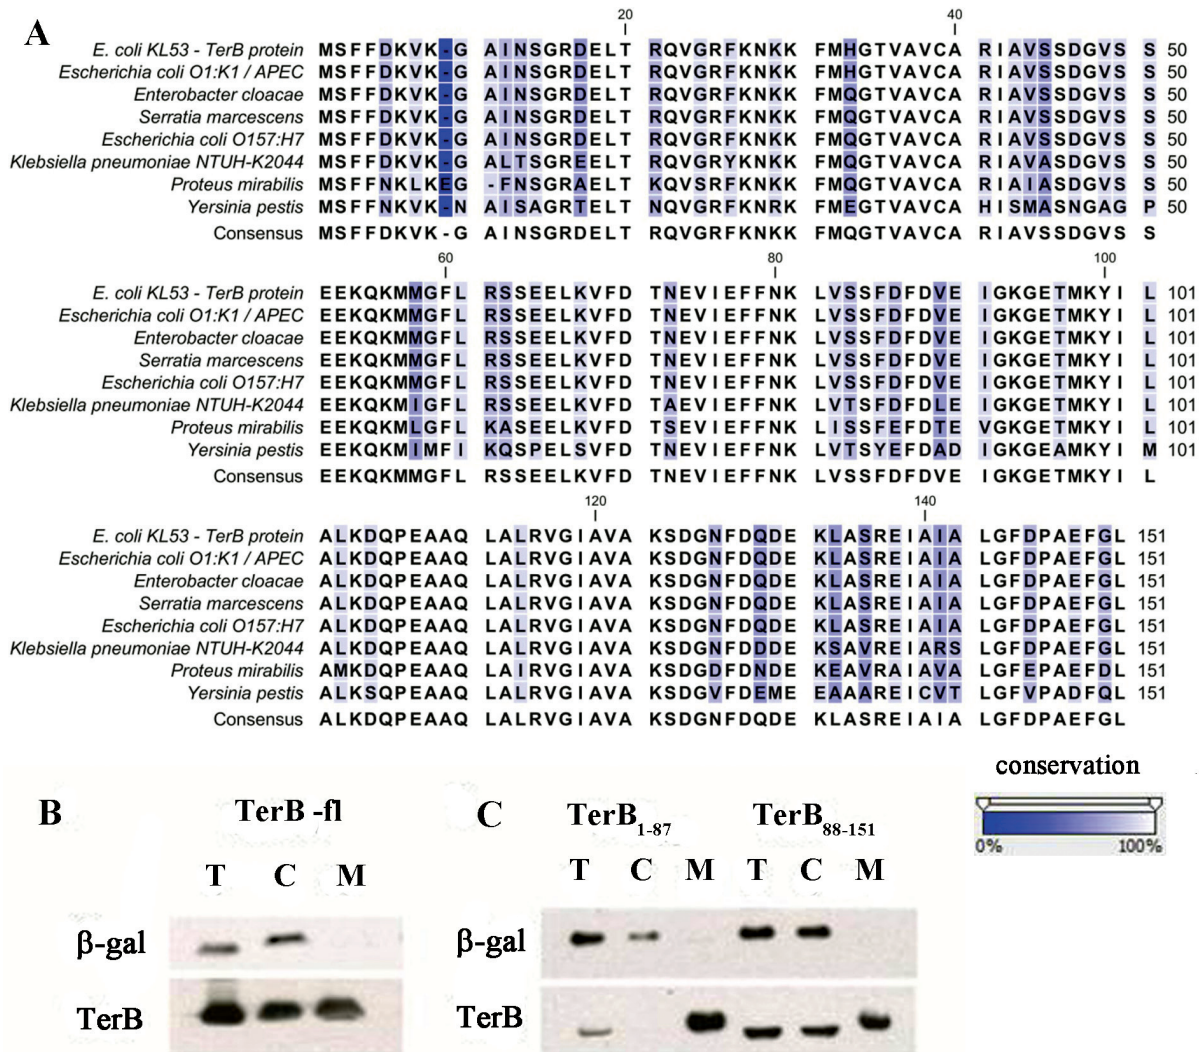 A
20 40
E. coli KL53 - TerB protein MSFFDKVK-G AINSGRDELT RQVGRFKNKK FMHGTVAVCA RIAVSSDGVS S 50
Escherichia coli O1:K1 / APEC MSFFDKVK-G AINSGRDELT RQVGRFKNKK FMHGTVAVCA RIAVSSDGVS S 50
Enterobacter cloacae MSFFDKVK-G AINSGRDELT RQVGRFKNKK FMQGTVAVCA RIAVSSDGVS S 50
Serratia marcescens MSFFDKVK-G AINSGRDELT RQVGRFKNKK FMQGTVAVCA RIAVSSDGVS S 50
Escherichia coli O157:H7 MSFFDKVK-G AINSGRDELT RQVGRFKNKK FMQGTVAVCA RIAVSSDGVS S 50
Klebsiella pneumoniae NTUH-K2044 MSFFDKVK-G ALTSGREELT RQVGRYKNKK FMQGTVAVCA RIAVASDGVS S 50
Proteus mirabilis MSFFNKLKEG -FNSGRAELT KQVSRFKNKK FMQGTVAVCA RIAIASDGVS S 50
Yersinia pestis MSFFNKVK-N AISAGRTELT NQVGRFKNRK FMEGTVAVCA HISMASNGAG P 50
Consensus MSFFDKVK-G AINSGRDELT RQVGRFKNKK FMQGTVAVCA RIAVSSDGVS S
60 80 100
E. coli KL53 - TerB protein EEKQKMMGFL RSSEELKVFD TNEVIEFFNK LVSSFDFDVE IGKGETMKYI L 101
Escherichia coli O1:K1 / APEC EEKQKMMGFL RSSEELKVFD TNEVIEFFNK LVSSFDFDVE IGKGETMKYI L 101
Enterobacter cloacae EEKQKMMGFL RSSEELKVFD TNEVIEFFNK LVSSFDFDVE IGKGETMKYI L 101
Serratia marcescens EEKQKMMGFL RSSEELKVFD TNEVIEFFNK LVSSFDFDVE IGKGETMKYI L 101
Escherichia coli O157:H7 EEKQKMMGFL RSSEELKVFD TNEVIEFFNK LVSSFDFDVE IGKGETMKYI L 101
Klebsiella pneumoniae NTUH-K2044 EEKQKMIGFL RSSEELKVFD TAEVIEFFNK LVTSFDFDLE IGKGETMKYI L 101
Proteus mirabilis EEKQKMLGFL KASEELKVFD TSEVIEFFNK LISSFEFDTE VGKGETMKYI L 101
Yersinia pestis EEKQKMIMFI KQSPELSVFD TNEVIEFFNK LVTSYEFDAD IGKGEAMKYI M 101
Consensus EEKQKMMGFL RSSEELKVFD TNEVIEFFNK LVSSFDFDVE IGKGETMKYI L
120 140
E. coli KL53 - TerB protein ALKDQPEAAQ LALRVGIAVA KSDGNFDQDE KLASREIAIA LGFDPAEFGL 151
Escherichia coli O1:K1 / APEC ALKDQPEAAQ LALRVGIAVA KSDGNFDQDE KLASREIAIA LGFDPAEFGL 151
Enterobacter cloacae ALKDQPEAAQ LALRVGIAVA KSDGNFDQDE KLASREIAIA LGFDPAEFGL 151
Serratia marcescens ALKDQPEAAQ LALRVGIAVA KSDGNFDQDE KLASREIAIA LGFDPAEFGL 151
Escherichia coli O157:H7 ALKDQPEAAQ LALRVGIAVA KSDGNFDQDE KLASREIAIA LGFDPAEFGL 151
Klebsiella pneumoniae NTUH-K2044 ALKDQPEAAQ LALRVGIAVA KSDGNFDDDE KSAVREIARS LGFDPAEFGL 151
Proteus mirabilis AMKDQPEAAQ LAIRVGIAVA KSDGDFDNDE KEAVRAIAVA LGFEPAEFDL 151
Yersinia pestis ALKSQPEAAQ LALRVGIAVA KSDGVFDEME EAAAREICVT LGFVPADFQL 151
Consensus ALKDQPEAAQ LALRVGIAVA KSDGNFDQDE KLASREIAIA LGFDPAEFGL
conservation
0% 100%
B TerB -fl
T C M
β-gal
TerB
C TerB1-87 TerB88-151
T C M T C M
β-gal
TerB